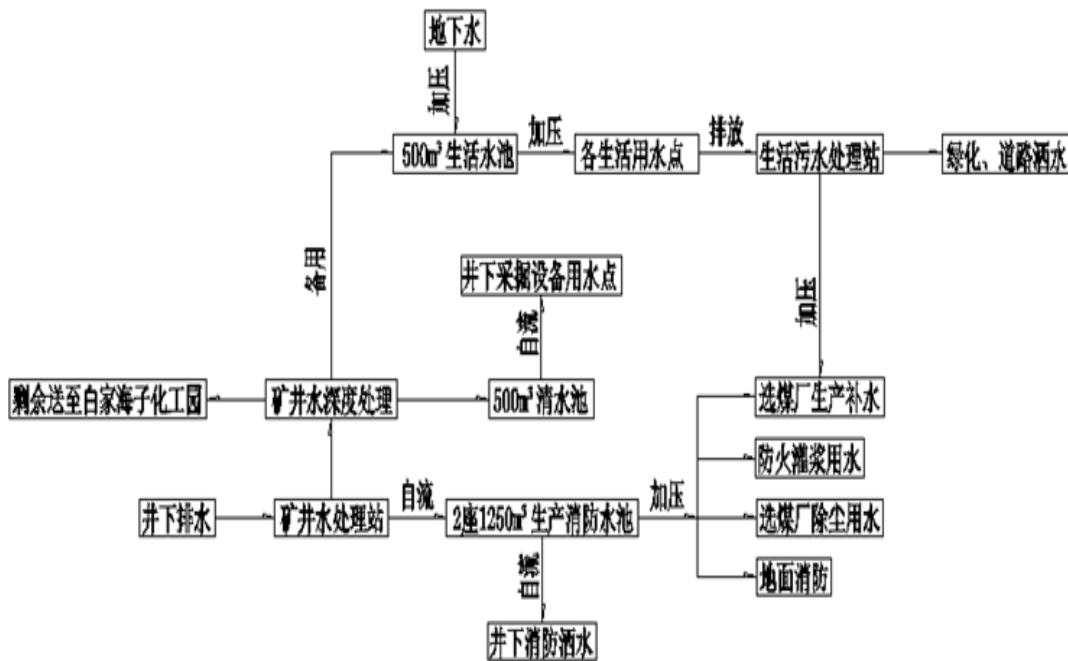 地下水
加压
500m³生活水池
加压
各生活用水点
排放
生活污水处理站
绿化、道路洒水
备用
井下采掘设备用水点
自流
加压
剩余送至白家海子化工园
矿井水深度处理
500m³清水池
选煤厂生产补水
防火灌浆用水
井下排水
矿井水处理站
自流
2座1250m³生产消防水池
加压
选煤厂除尘用水
地面消防
自流
井下消防洒水